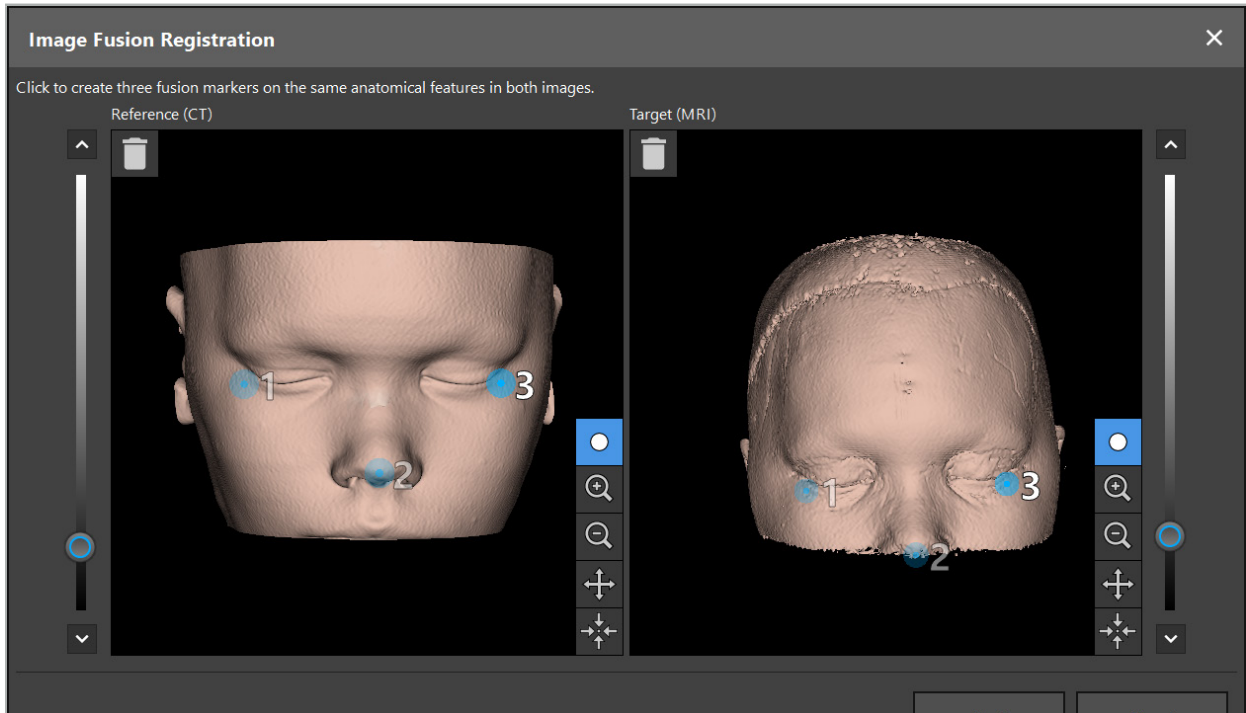 Image Fusion Registration
Click to create three fusion markers on the same anatomical features in both images.
Reference (CT)
Target (MRI)
1
3
2
1
3
2